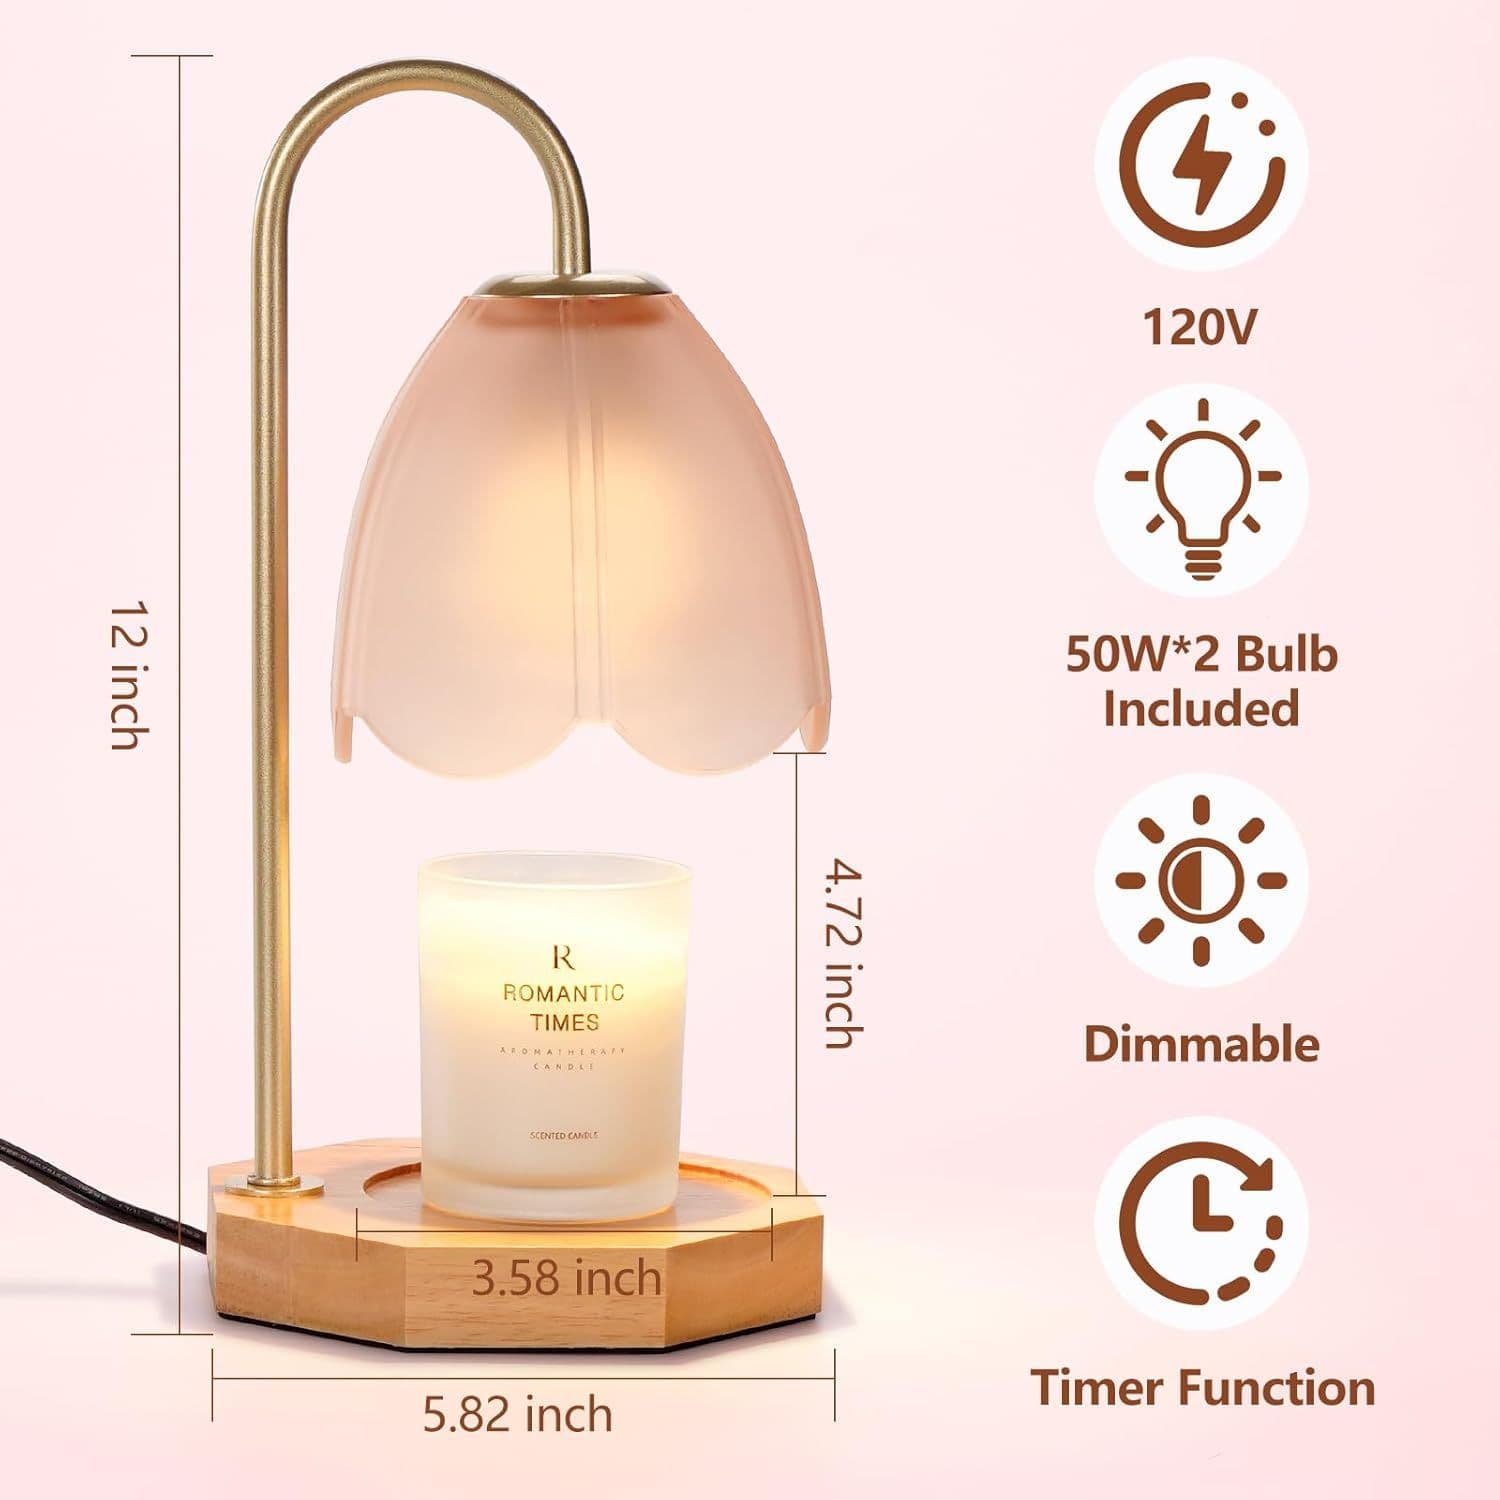 120V
50W*2 Bulb
Included
Dimmable
Timer Function
12 inch
4.72 inch
R
ROMANTIC
TIMES
AROMATHERAPY
CANDLE
SCENTED CANDLE
3.58 inch
5.82 inch